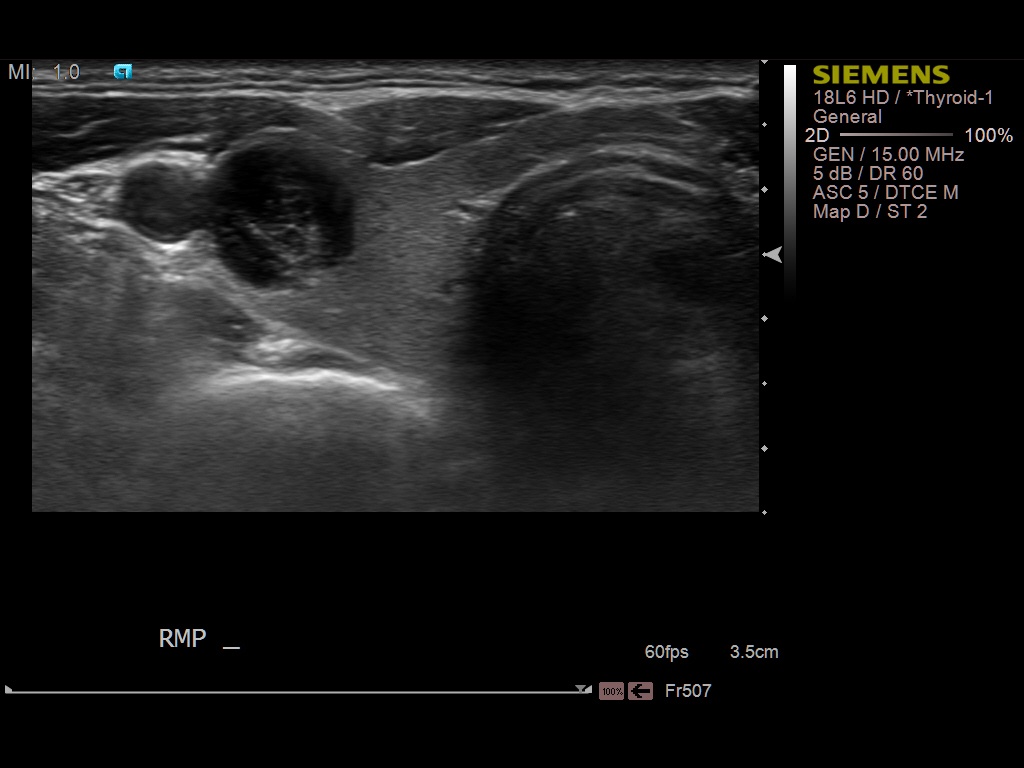 MI: 1.0
SIEMENS
18L6 HD / *Thyroid-1
General
2D 100%
GEN / 15.00 MHz
5 dB / DR 60
ASC 5 / DTCE M
Map D / ST 2
RMP _
60fps 3.5cm
100% Fr507